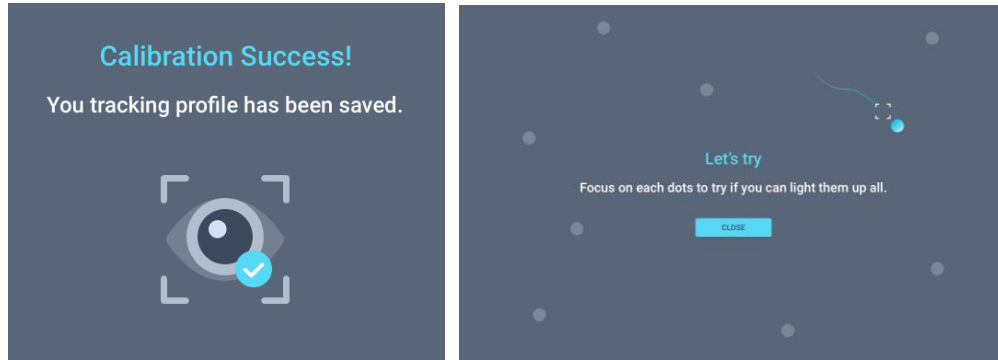 Calibration Success!
You tracking profile has been saved.
Let's try
Focus on each dots to try if you can light them up all.
CLOSE